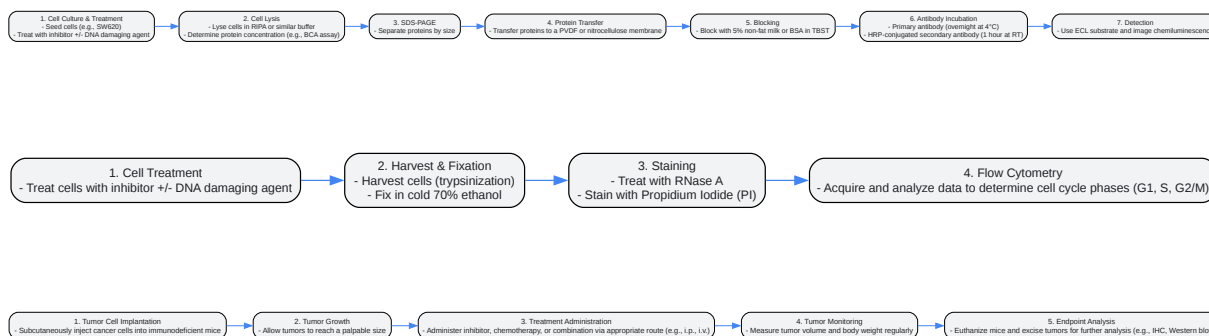 1. Cell Culture & Treatment
- Seed cells (e.g., SW620)
- Treat with inhibitor +/- DNA damaging agent
2. Cell Lysis
- Lyse cells in RIPA or similar buffer
- Determine protein concentration (e.g., BCA assay)
3. SDS-PAGE
- Separate proteins by size
4. Protein Transfer
- Transfer proteins to a PVDF or nitrocellulose membrane
5. Blocking
- Block with 5% non-fat milk or BSA in TBST
6. Antibody Incubation
- Primary antibody (overnight at 4°C)
- HRP-conjugated secondary antibody (1 hour at RT)
7. Detection
- Use ECL substrate and image
1. Cell Treatment
- Treat cells with inhibitor +/- DNA damaging agent
2. Harvest & Fixation
- Harvest cells (trypsinization)
- Fix in cold 70% ethanol
3. Staining
- Treat with RNase A
- Stain with Propidium Iodide (PI)
4. Flow Cytometry
- Acquire and analyze data to determine cell cycle phases (G1, S, G2/M)
1. Tumor Cell Implantation
- Subcutaneously inject cancer cells into immunodeficient mice
2. Tumor Growth
- Allow tumors to reach a palpable size
3. Treatment Administration
- Administer inhibitor, chemotherapy, or combination via appropriate route (e.g., i.p., i.v.)
4. Tumor Monitoring
- Measure tumor volume and body weight regularly
5. Endpoint Analysis
- Euthanize mice and excise tumors for further analysis (e.g., IHC, Western